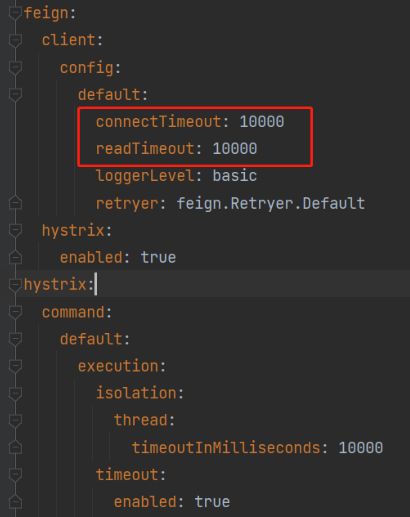 feign:
  client:
    config:
      default:
        connectTimeout: 10000
        readTimeout: 10000
        loggerLevel: basic
        retryer: feign.Retryer.Default
  hystrix:
    enabled: true
hystrix:
  command:
    default:
      execution:
        isolation:
          thread:
            timeoutInMilliseconds: 10000
        timeout:
          enabled: true